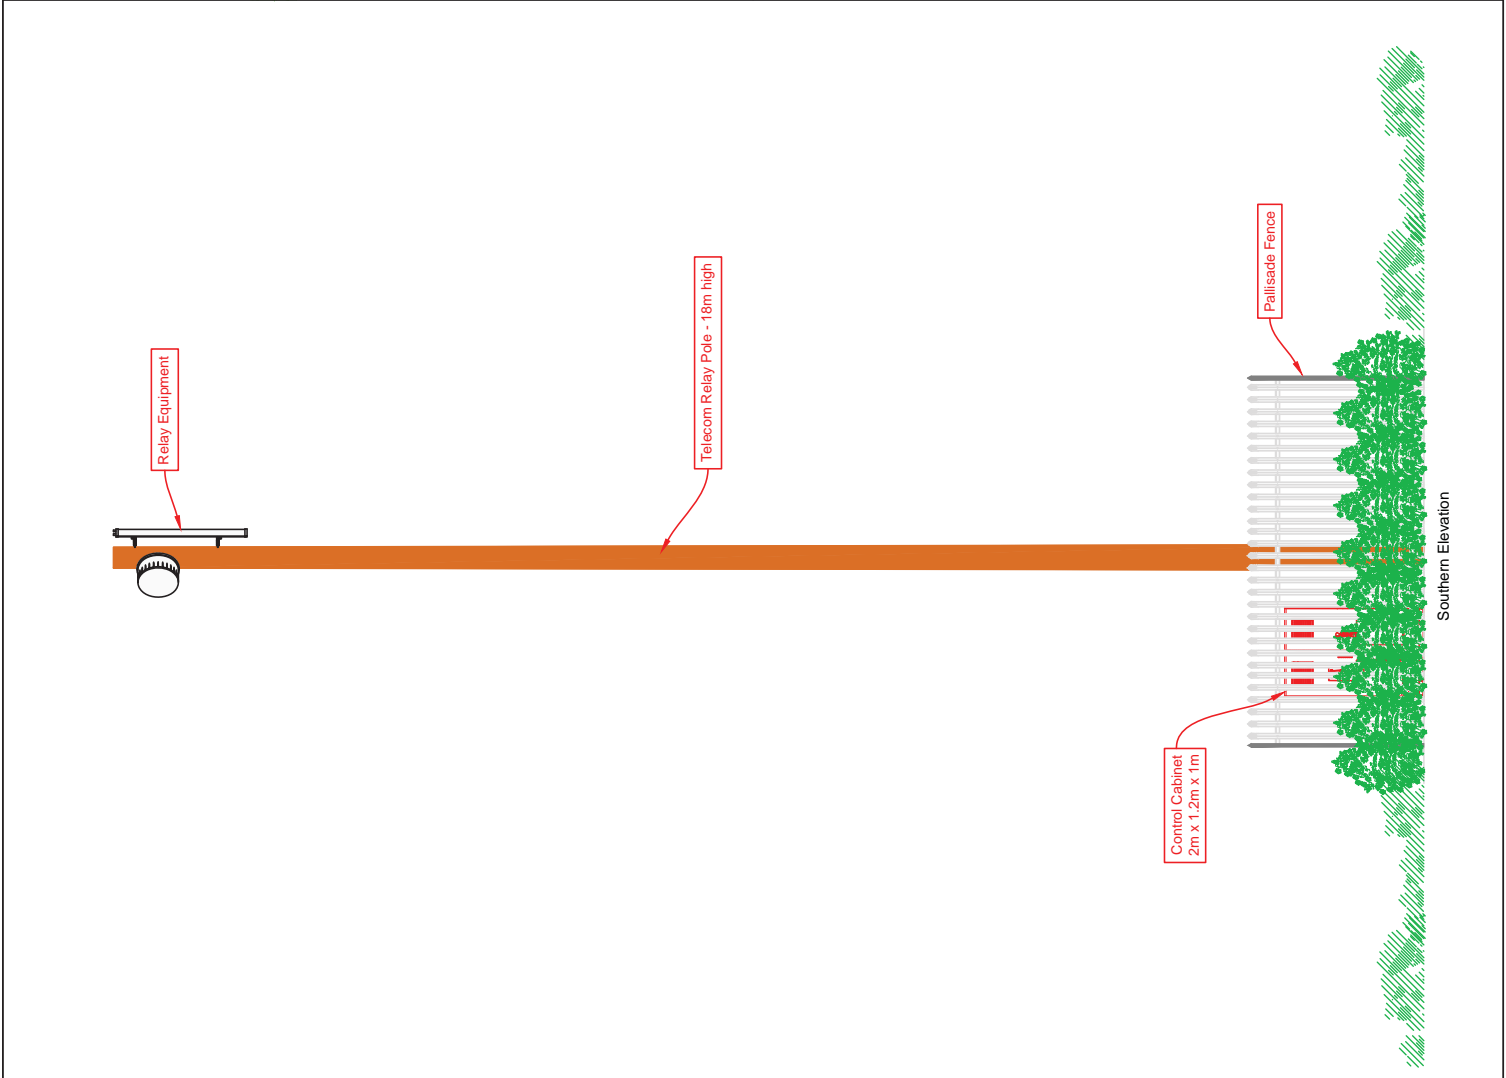 Relay Equipment
Telecom Relay Pole - 18m high
Pallisade Fence
Control Cabinet
2m x 1.2m x 1m
Southern Elevation